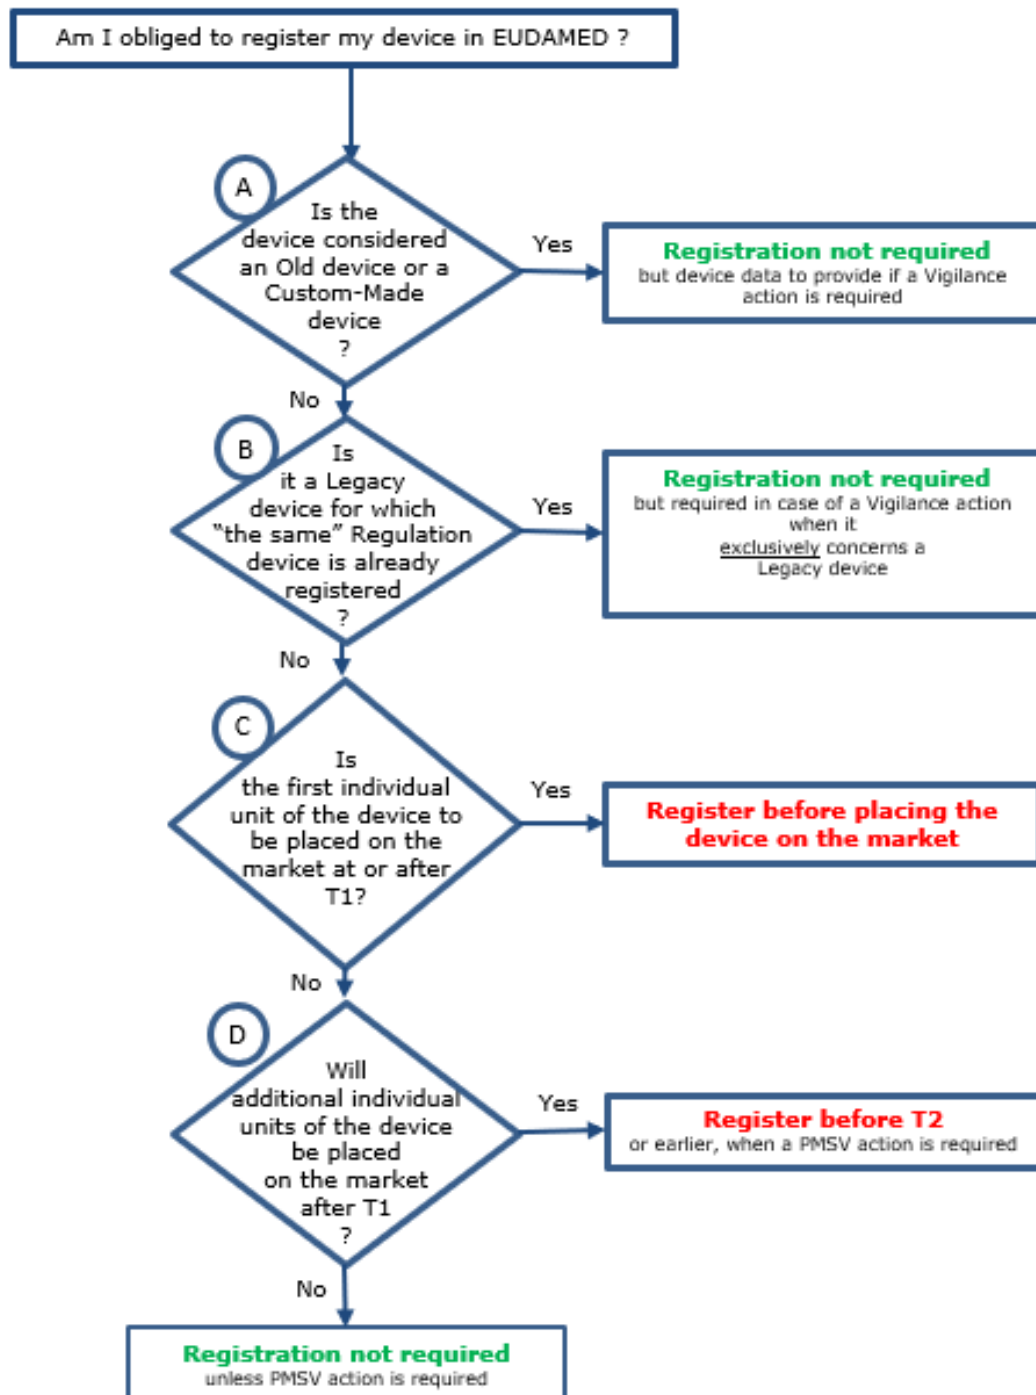 Am I obliged to register my device in EUDAMED ?
A
Is the
device considered
an Old device or a
Custom-Made
device
?
Yes
Registration not required
but device data to provide if a Vigilance
action is required
No
B
Is
it a Legacy
device for which
“the same” Regulation
device is already
registered
?
Yes
Registration not required
but required in case of a Vigilance action
when it
exclusively concerns a
Legacy device
No
C
Is
the first individual
unit of the device to
be placed on the
market at or after
T1?
Yes
Register before placing the
device on the market
No
D
Will
additional individual
units of the device
be placed
on the market
after T1
?
Yes
Register before T2
or earlier, when a PMSV action is required
No
Registration not required
unless PMSV action is required